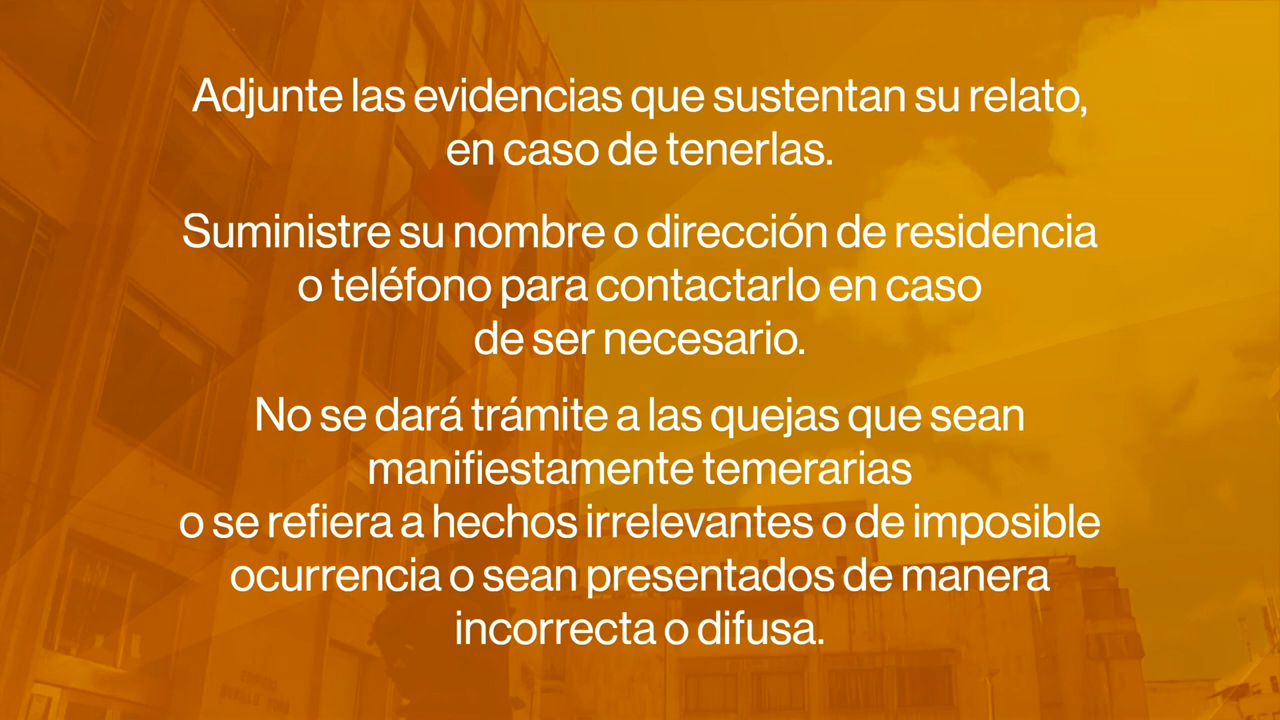 Adjunte las evidencias que sustentan su relato,
en caso de tenerlas.
Suministre su nombre o dirección de residencia
o teléfono para contactarlo en caso
de ser necesario.
No se dará trámite a las quejas que sean
manifiestamente temerarias
o se refiera a hechos irrelevantes o de imposible
ocurrencia o sean presentados de manera
incorrecta o difusa.